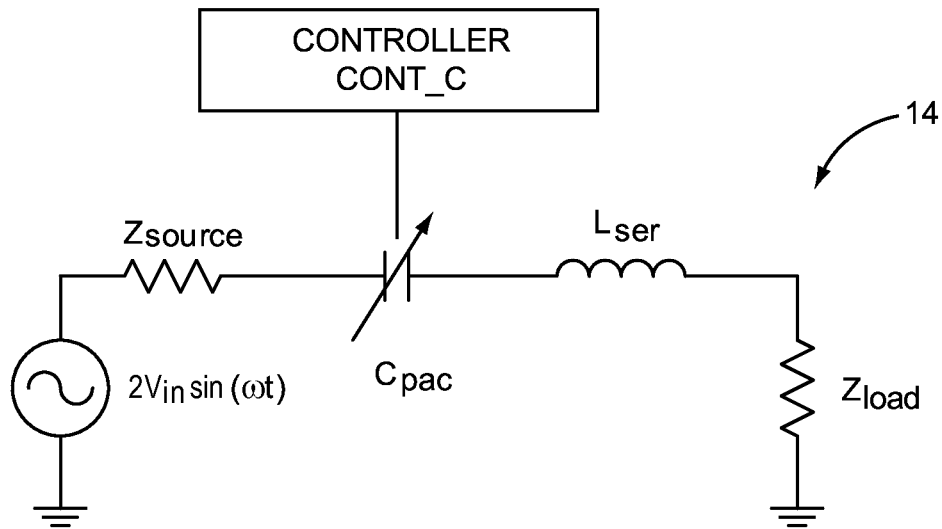 CONTROLLER
CONT_C
14
Zsource
Lser
Cpac
2Vin sin (ωt)
Zload